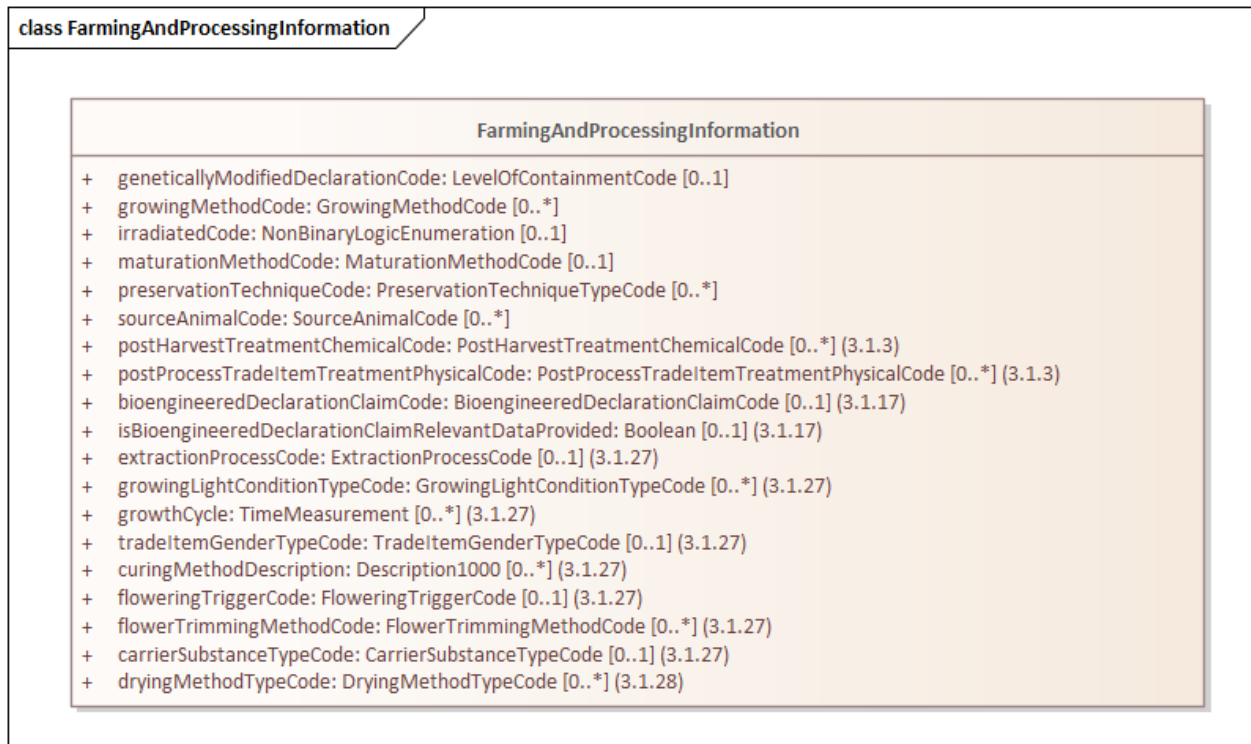 class FarmingAndProcessingInformation
FarmingAndProcessingInformation
+ geneticallyModifiedDeclarationCode: LevelOfContainmentCode [0..1]
+ growingMethodCode: GrowingMethodCode [0..*]
+ irradiatedCode: NonBinaryLogicEnumeration [0..1]
+ maturationMethodCode: MaturationMethodCode [0..1]
+ preservationTechniqueCode: PreservationTechniqueTypeCode [0..*]
+ sourceAnimalCode: SourceAnimalCode [0..*]
+ postHarvestTreatmentChemicalCode: PostHarvestTreatmentChemicalCode [0..*] (3.1.3)
+ postProcessTradeItemTreatmentPhysicalCode: PostProcessTradeItemTreatmentPhysicalCode [0..*] (3.1.3)
+ bioengineeredDeclarationClaimCode: BioengineeredDeclarationClaimCode [0..1] (3.1.17)
+ isBioengineeredDeclarationClaimRelevantDataProvided: Boolean [0..1] (3.1.17)
+ extractionProcessCode: ExtractionProcessCode [0..1] (3.1.27)
+ growingLightConditionTypeCode: GrowingLightConditionTypeCode [0..*] (3.1.27)
+ growthCycle: TimeMeasurement [0..*] (3.1.27)
+ tradeItemGenderTypeCode: TradeItemGenderTypeCode [0..1] (3.1.27)
+ curingMethodDescription: Description1000 [0..*] (3.1.27)
+ floweringTriggerCode: FloweringTriggerCode [0..1] (3.1.27)
+ flowerTrimmingMethodCode: FlowerTrimmingMethodCode [0..*] (3.1.27)
+ carrierSubstanceTypeCode: CarrierSubstanceTypeCode [0..1] (3.1.27)
+ dryingMethodTypeCode: DryingMethodTypeCode [0..*] (3.1.28)